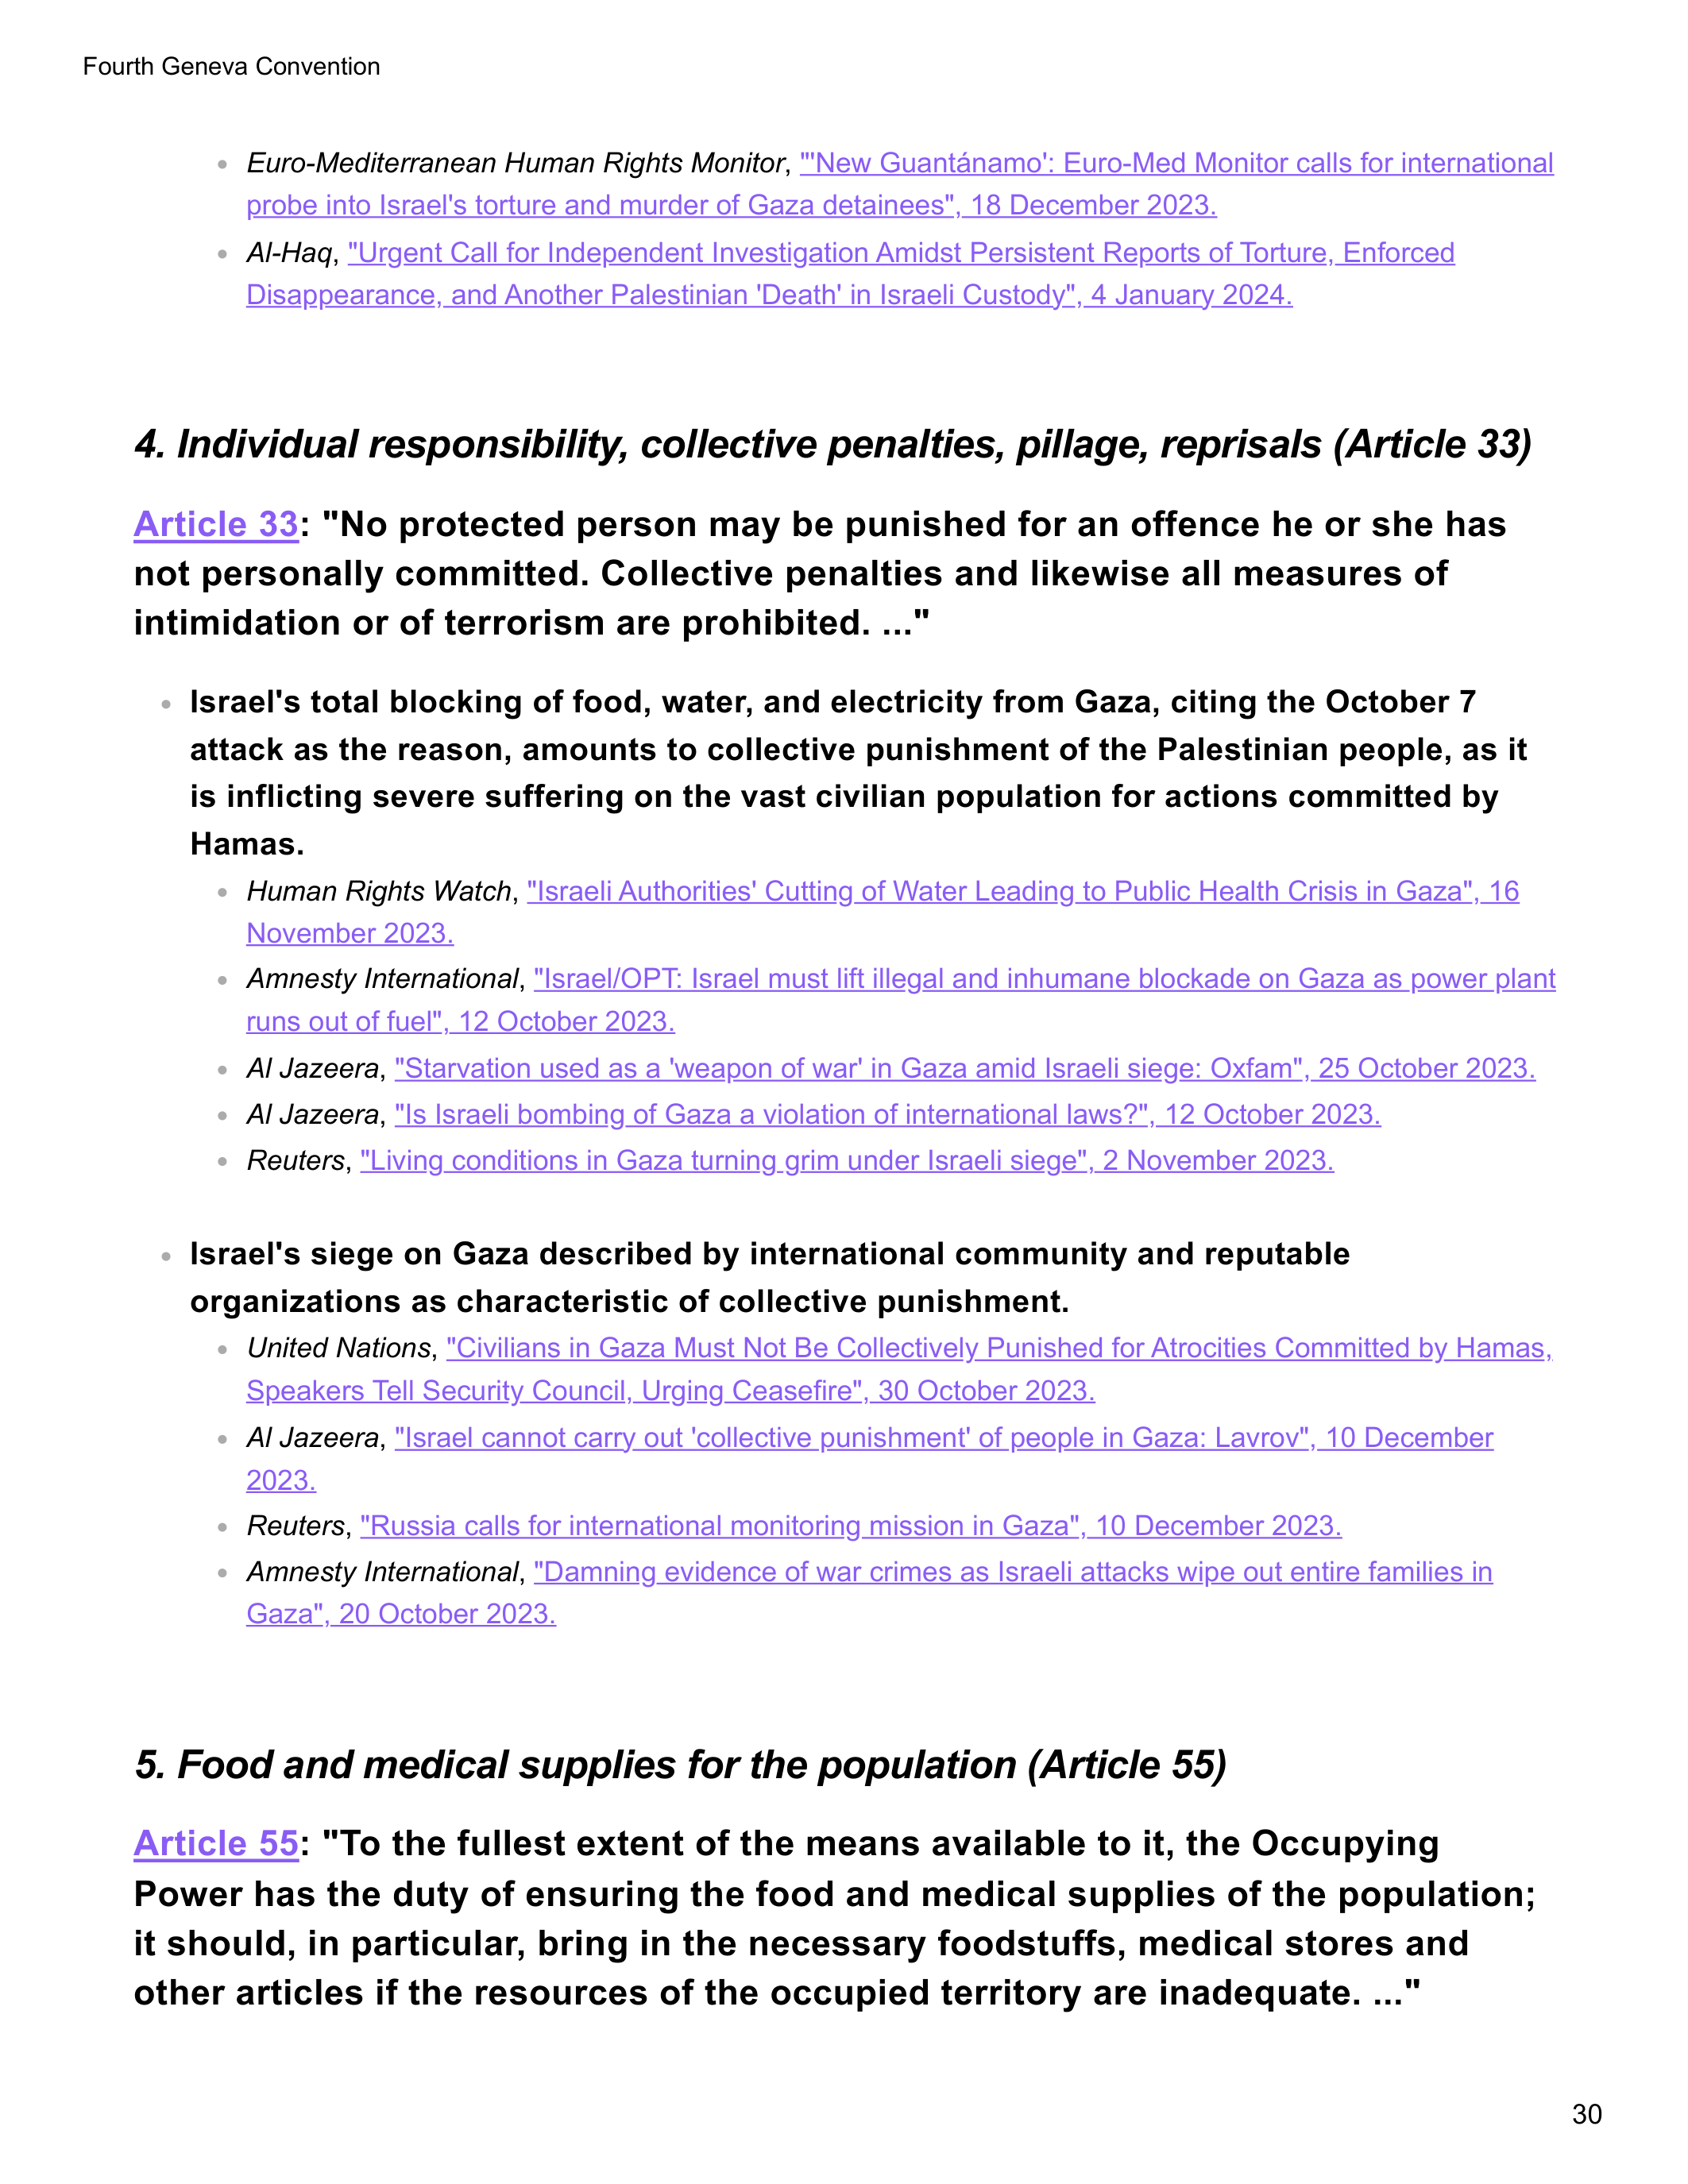 Fourth Geneva Convention
• Euro-Mediterranean Human Rights Monitor, "'New Guantánamo': Euro-Med Monitor calls for international
probe into Israel's torture and murder of Gaza detainees", 18 December 2023.
• Al-Haq, "Urgent Call for Independent Investigation Amidst Persistent Reports of Torture, Enforced
Disappearance, and Another Palestinian 'Death' in Israeli Custody", 4 January 2024.
4. Individual responsibility, collective penalties, pillage, reprisals (Article 33)
Article 33: "No protected person may be punished for an offence he or she has
not personally committed. Collective penalties and likewise all measures of
intimidation or of terrorism are prohibited. ..."
• Israel's total blocking of food, water, and electricity from Gaza, citing the October 7
attack as the reason, amounts to collective punishment of the Palestinian people, as it
is inflicting severe suffering on the vast civilian population for actions committed by
Hamas.
• Human Rights Watch, "Israeli Authorities' Cutting of Water Leading to Public Health Crisis in Gaza", 16
November 2023.
• Amnesty International, "Israel/OPT: Israel must lift illegal and inhumane blockade on Gaza as power plant
runs out of fuel", 12 October 2023.
• Al Jazeera, "Starvation used as a 'weapon of war' in Gaza amid Israeli siege: Oxfam", 25 October 2023.
• Al Jazeera, "Is Israeli bombing of Gaza a violation of international laws?", 12 October 2023.
• Reuters, "Living conditions in Gaza turning grim under Israeli siege", 2 November 2023.
• Israel's siege on Gaza described by international community and reputable
organizations as characteristic of collective punishment.
• United Nations, "Civilians in Gaza Must Not Be Collectively Punished for Atrocities Committed by Hamas,
Speakers Tell Security Council, Urging Ceasefire", 30 October 2023.
• Al Jazeera, "Israel cannot carry out 'collective punishment' of people in Gaza: Lavrov", 10 December
2023.
• Reuters, "Russia calls for international monitoring mission in Gaza", 10 December 2023.
• Amnesty International, "Damning evidence of war crimes as Israeli attacks wipe out entire families in
Gaza", 20 October 2023.
5. Food and medical supplies for the population (Article 55)
Article 55: "To the fullest extent of the means available to it, the Occupying
Power has the duty of ensuring the food and medical supplies of the population;
it should, in particular, bring in the necessary foodstuffs, medical stores and
other articles if the resources of the occupied territory are inadequate. ..."
30